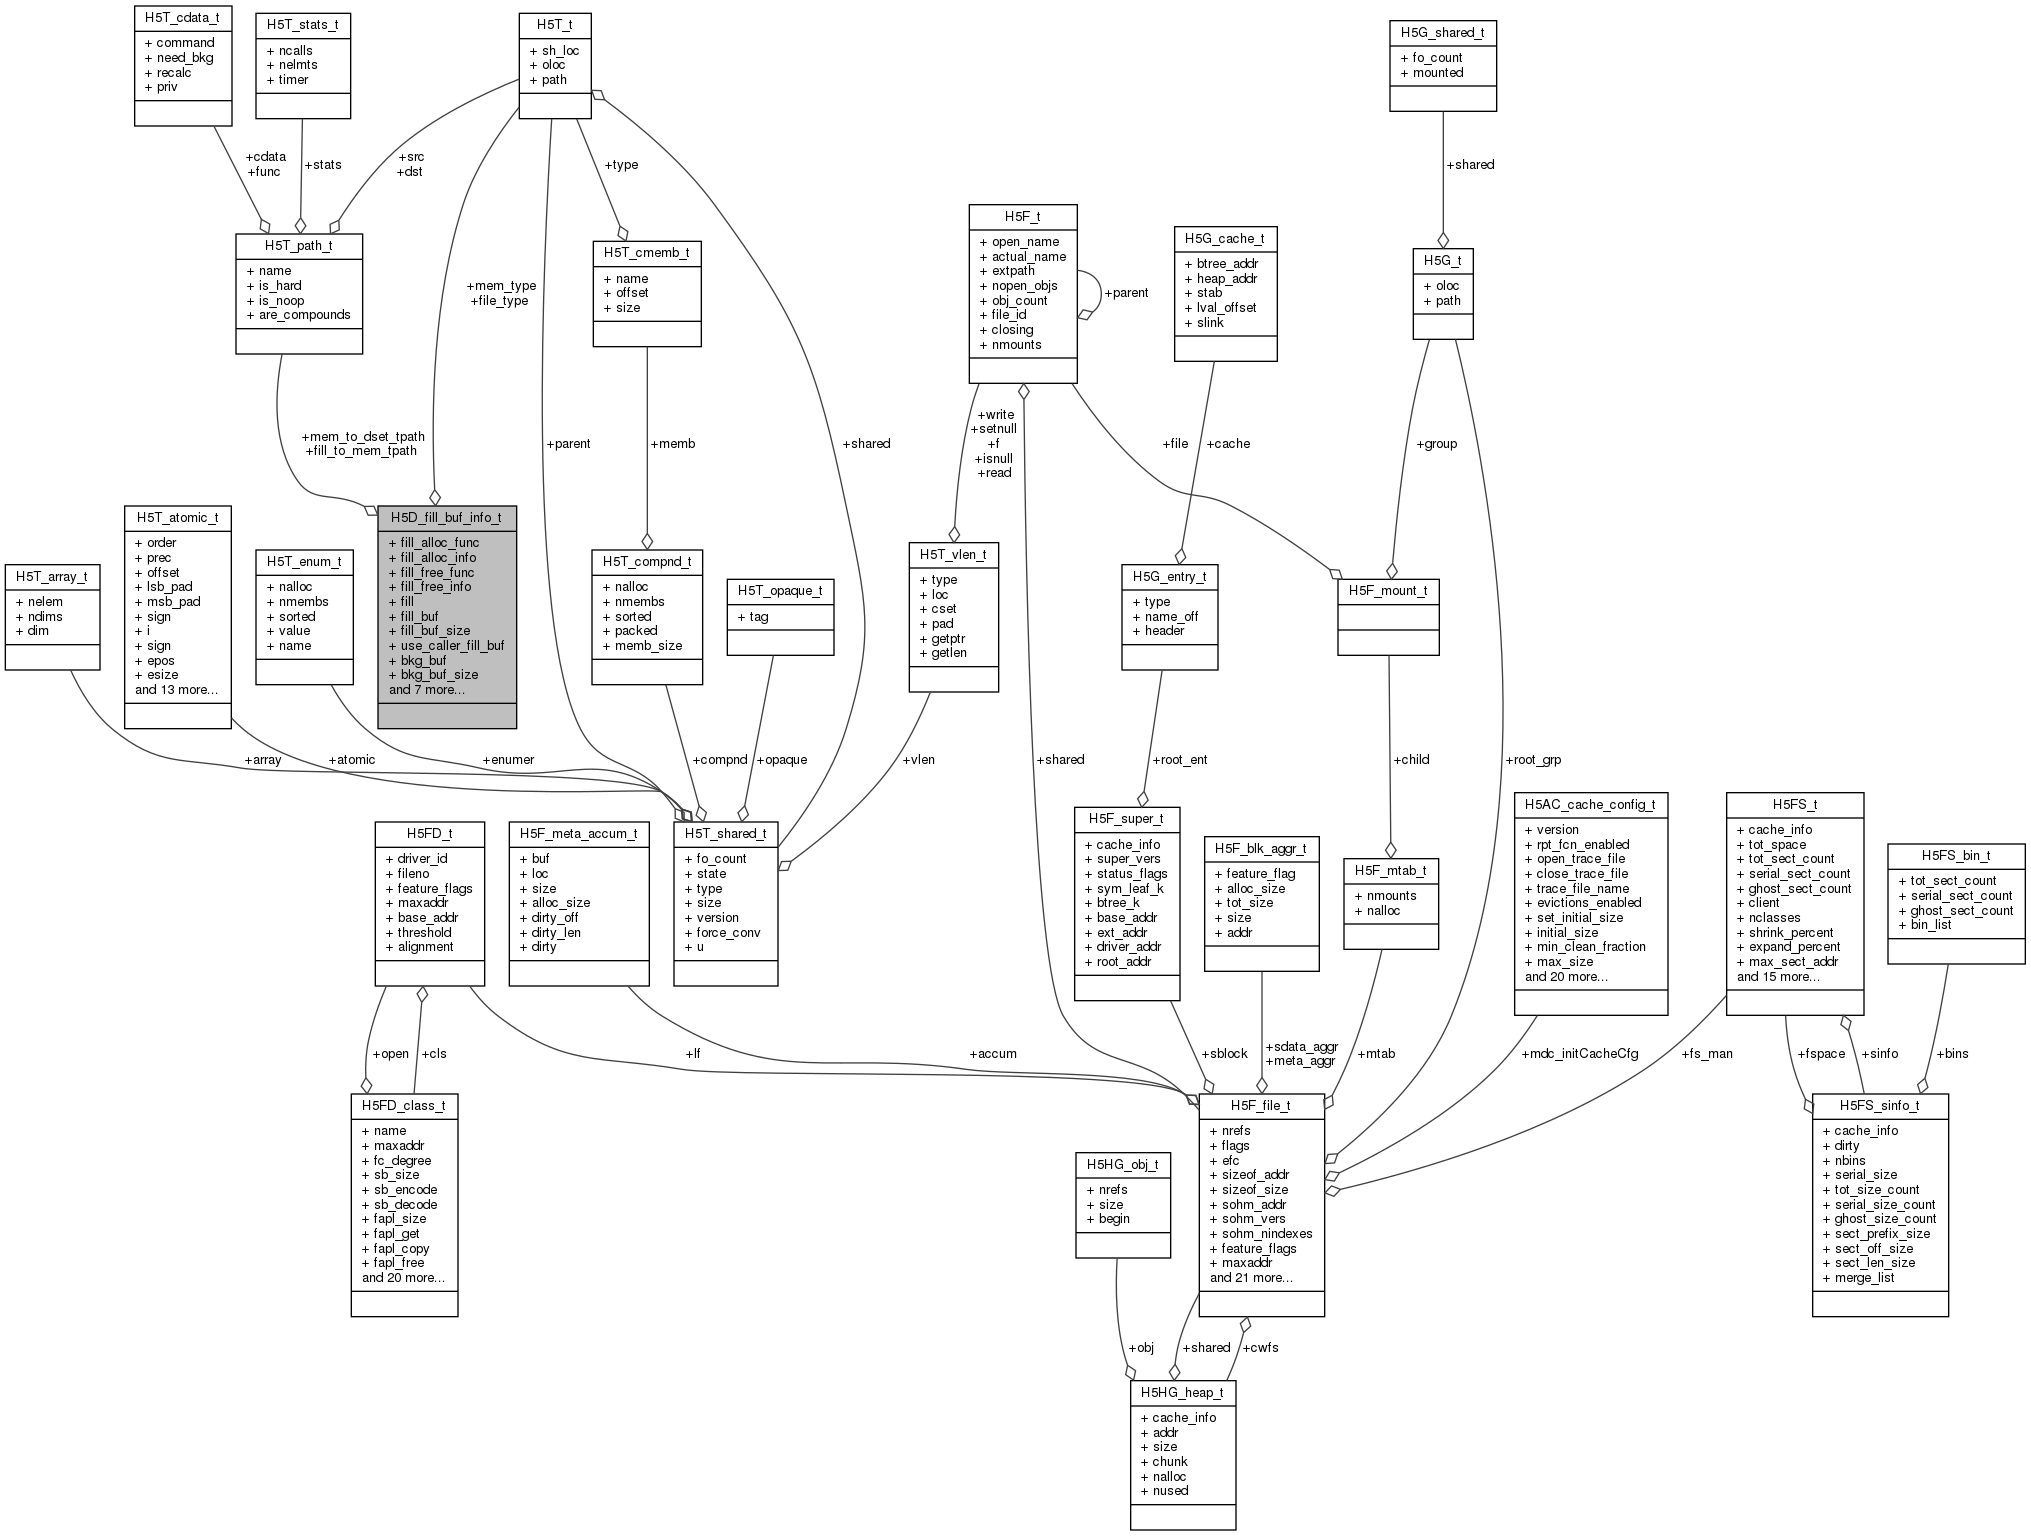 H5T_cdata_t
+ command
+ need_bkg
+ recalc
+ priv
H5T_stats_t
+ ncalls
+ nelmts
+ timer
H5T_t
+ sh_loc
+ oloc
+ path
H5G_shared_t
+ fo_count
+ mounted
+cdata
+func
+stats
+src
+dst
+type
+shared
H5T_path_t
+ name
+ is_hard
+ is_noop
+ are_compounds
+mem_type
+file_type
H5T_cmemb_t
+ name
+ offset
+ size
H5F_t
+ open_name
+ actual_name
+ extpath
+ nopen_objs
+ obj_count
+ file_id
+ closing
+ nmounts
+parent
H5G_cache_t
+ btree_addr
+ heap_addr
+ stab
+ lval_offset
+ slink
H5G_t
+ oloc
+ path
+mem_to_dset_tpath
+fill_to_mem_tpath
+parent
+memb
+shared
+write
+setnull
+f
+isnull
+read
+file
+cache
+group
H5T_array_t
+ nelem
+ ndims
+ dim
H5T_atomic_t
+ order
+ prec
+ offset
+ lsb_pad
+ msb_pad
+ sign
+ i
+ sign
+ epos
+ esize
and 13 more...
H5T_enum_t
+ nalloc
+ nmembs
+ sorted
+ value
+ name
H5D_fill_buf_info_t
+ fill_alloc_func
+ fill_alloc_info
+ fill_free_func
+ fill_free_info
+ fill
+ fill_buf
+ fill_buf_size
+ use_caller_fill_buf
+ bkg_buf
+ bkg_buf_size
and 7 more...
H5T_compnd_t
+ nalloc
+ nmembs
+ sorted
+ packed
+ memb_size
H5T_opaque_t
+ tag
H5T_vlen_t
+ type
+ loc
+ cset
+ pad
+ getptr
+ getlen
H5G_entry_t
+ type
+ name_off
+ header
H5F_mount_t
+array
+atomic
+enumer
+compnd
+opaque
+vlen
+shared
+root_ent
+child
+root_grp
H5FD_t
+ driver_id
+ fileno
+ feature_flags
+ maxaddr
+ base_addr
+ threshold
+ alignment
H5F_meta_accum_t
+ buf
+ loc
+ size
+ alloc_size
+ dirty_off
+ dirty_len
+ dirty
H5T_shared_t
+ fo_count
+ state
+ type
+ size
+ version
+ force_conv
+ u
H5F_super_t
+ cache_info
+ super_vers
+ status_flags
+ sym_leaf_k
+ btree_k
+ base_addr
+ ext_addr
+ driver_addr
+ root_addr
H5F_blk_aggr_t
+ feature_flag
+ alloc_size
+ tot_size
+ size
+ addr
H5F_mtab_t
+ nmounts
+ nalloc
H5AC_cache_config_t
+ version
+ rpt_fcn_enabled
+ open_trace_file
+ close_trace_file
+ trace_file_name
+ evictions_enabled
+ set_initial_size
+ initial_size
+ min_clean_fraction
+ max_size
and 20 more...
H5FS_t
+ cache_info
+ tot_space
+ tot_sect_count
+ serial_sect_count
+ ghost_sect_count
+ client
+ nclasses
+ shrink_percent
+ expand_percent
+ max_sect_addr
and 15 more...
H5FS_bin_t
+ tot_sect_count
+ serial_sect_count
+ ghost_sect_count
+ bin_list
+open
+cls
+lf
+accum
+sblock
+sdata_aggr
+meta_aggr
+mtab
+mdc_initCacheCfg
+fs_man
+fspace
+sinfo
+bins
H5FD_class_t
+ name
+ maxaddr
+ fc_degree
+ sb_size
+ sb_encode
+ sb_decode
+ fapl_size
+ fapl_get
+ fapl_copy
+ fapl_free
and 20 more...
H5HG_obj_t
+ nrefs
+ size
+ begin
H5F_file_t
+ nrefs
+ flags
+ efc
+ sizeof_addr
+ sizeof_size
+ sohm_addr
+ sohm_vers
+ sohm_nindexes
+ feature_flags
+ maxaddr
and 21 more...
H5FS_sinfo_t
+ cache_info
+ dirty
+ nbins
+ serial_size
+ tot_size_count
+ serial_size_count
+ ghost_size_count
+ sect_prefix_size
+ sect_off_size
+ sect_len_size
+ merge_list
+obj
+shared
+cwfs
H5HG_heap_t
+ cache_info
+ addr
+ size
+ chunk
+ nalloc
+ nused